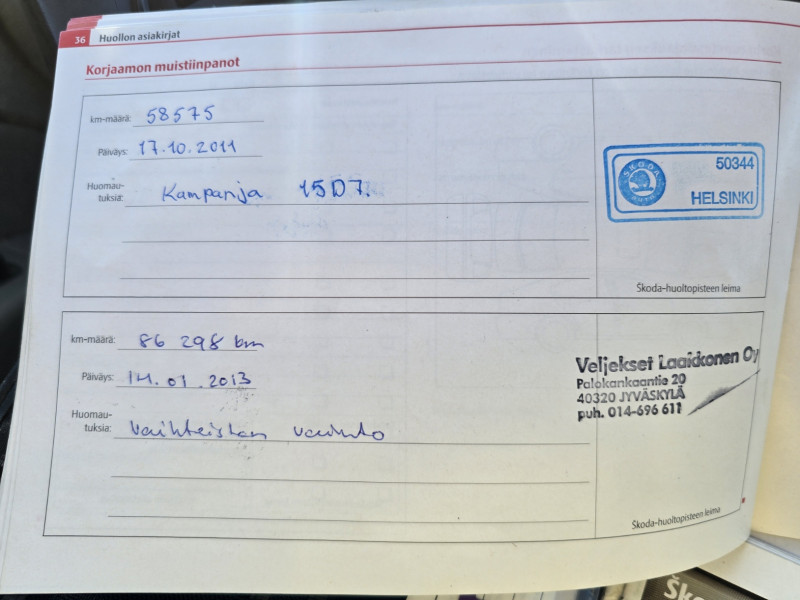 36 Huollon asiakirjat
Korjaamon muistiinpanot
km-määrä: 58575
Päiväys: 17.10.2011
Huomau-
tuksia: Kampanja 15D7.
ŠKODA
AUTO
50344
HELSINKI
Škoda-huoltopisteen leima
km-määrä: 86 298 km
Päiväys: 14.01.2013
Huomau-
tuksia: Vaihteiston vaihto
Veljekset Laakkonen Oy
Palokankaantie 20
40320 JYVÄSKYLÄ
puh. 014-696 611
Škoda-huoltopisteen leima